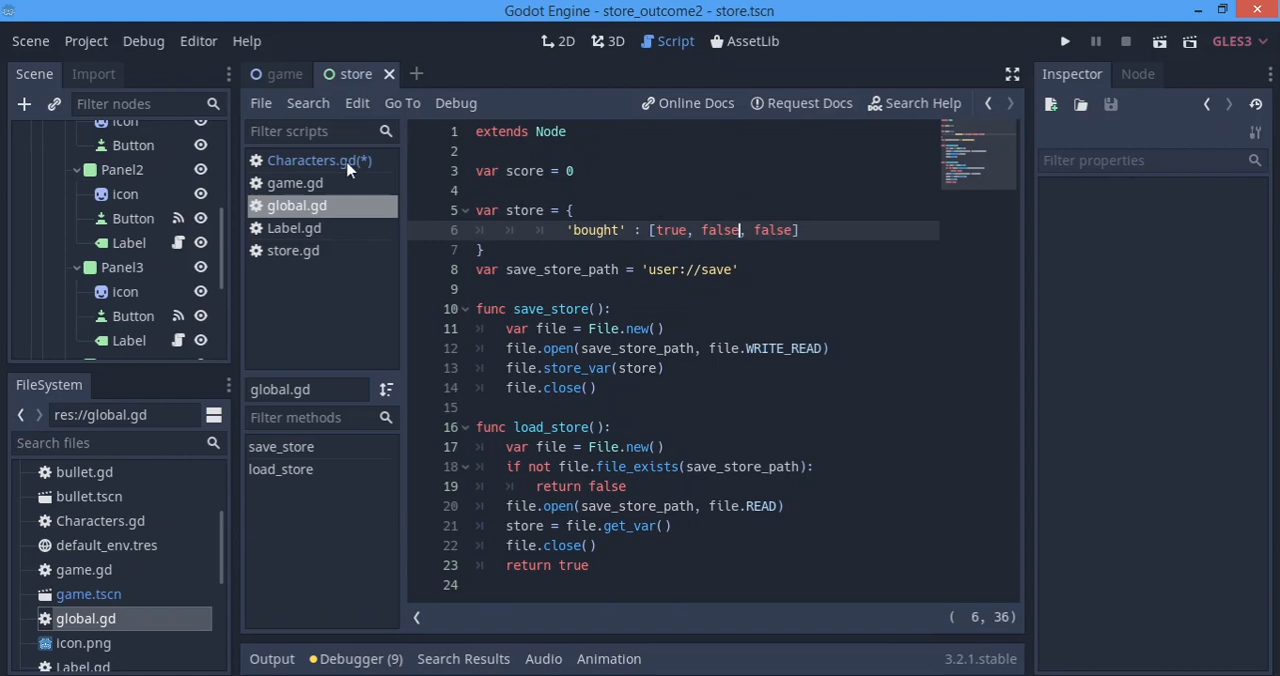 Godot Engine - store_outcome2 - store.tscn
Scene Project Debug Editor Help 2D 3D Script AssetLib GLES3
Scene Import game store Inspector Node
Filter nodes File Search Edit Go To Debug Online Docs Request Docs Search Help
icon
Button
Panel2
icon
Button
Label
Panel3
icon
Button
Label
FileSystem
res://global.gd
Search files
bullet.gd
bullet.tscn
Characters.gd
default_env.tres
game.gd
game.tscn
global.gd
icon.png
Label.gd
Filter scripts
Characters.gd(*)
game.gd
global.gd
Label.gd
store.gd
global.gd
Filter methods
save_store
load_store
1 extends Node
2
3 var score = 0
4
5 var store = {
6 'bought' : [true, false, false]
7 }
8 var save_store_path = 'user://save'
9
10 func save_store():
11 var file = File.new()
12 file.open(save_store_path, file.WRITE_READ)
13 file.store_var(store)
14 file.close()
15
16 func load_store():
17 var file = File.new()
18 if not file.file_exists(save_store_path):
19 return false
20 file.open(save_store_path, file.READ)
21 store = file.get_var()
22 file.close()
23 return true
24
( 6, 36)
Output Debugger (9) Search Results Audio Animation 3.2.1.stable
Filter properties